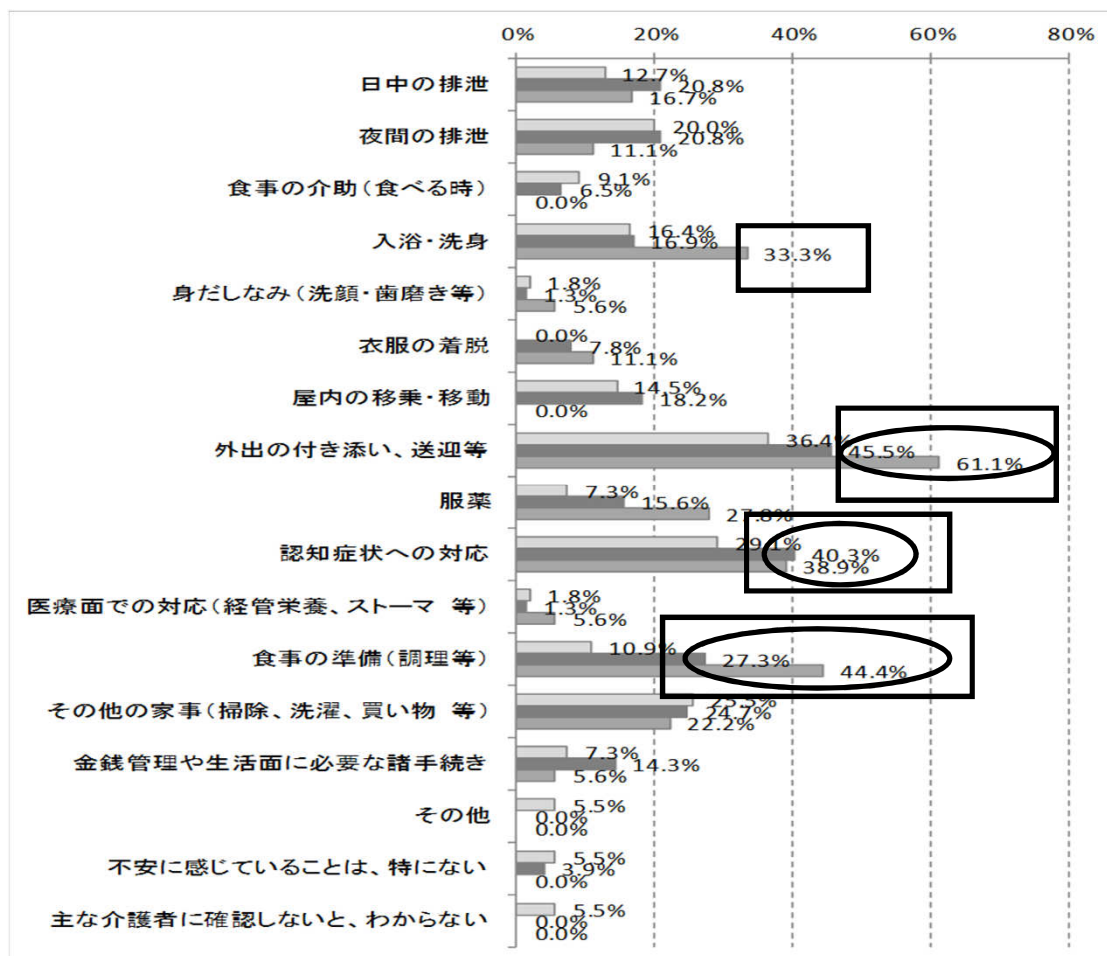 0% 20% 40% 60% 80%
日中の排泄
12.7%
20.8%
16.7%
夜間の排泄
20.0%
20.8%
11.1%
食事の介助(食べる時)
9.1%
6.5%
0.0%
入浴・洗身
16.4%
16.9%
33.3%
身だしなみ(洗顔・歯磨き等)
1.8%
1.3%
5.6%
衣服の着脱
0.0%
7.8%
11.1%
屋内の移乗・移動
14.5%
18.2%
0.0%
外出の付き添い、送迎等
36.4%
45.5%
61.1%
服薬
7.3%
15.6%
27.8%
認知症状への対応
29.1%
40.3%
38.9%
医療面での対応(経管栄養、ストーマ 等)
1.8%
1.3%
5.6%
食事の準備(調理等)
10.9%
27.3%
44.4%
その他の家事(掃除、洗濯、買い物 等)
25.5%
24.7%
22.2%
金銭管理や生活面に必要な諸手続き
7.3%
14.3%
5.6%
その他
5.5%
0.0%
0.0%
不安に感じていることは、特にない
5.5%
3.9%
0.0%
主な介護者に確認しないと、わからない
5.5%
0.0%
0.0%